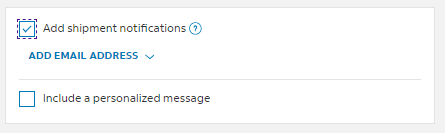 Add shipment notifications ?
ADD EMAIL ADDRESS
Include a personalized message